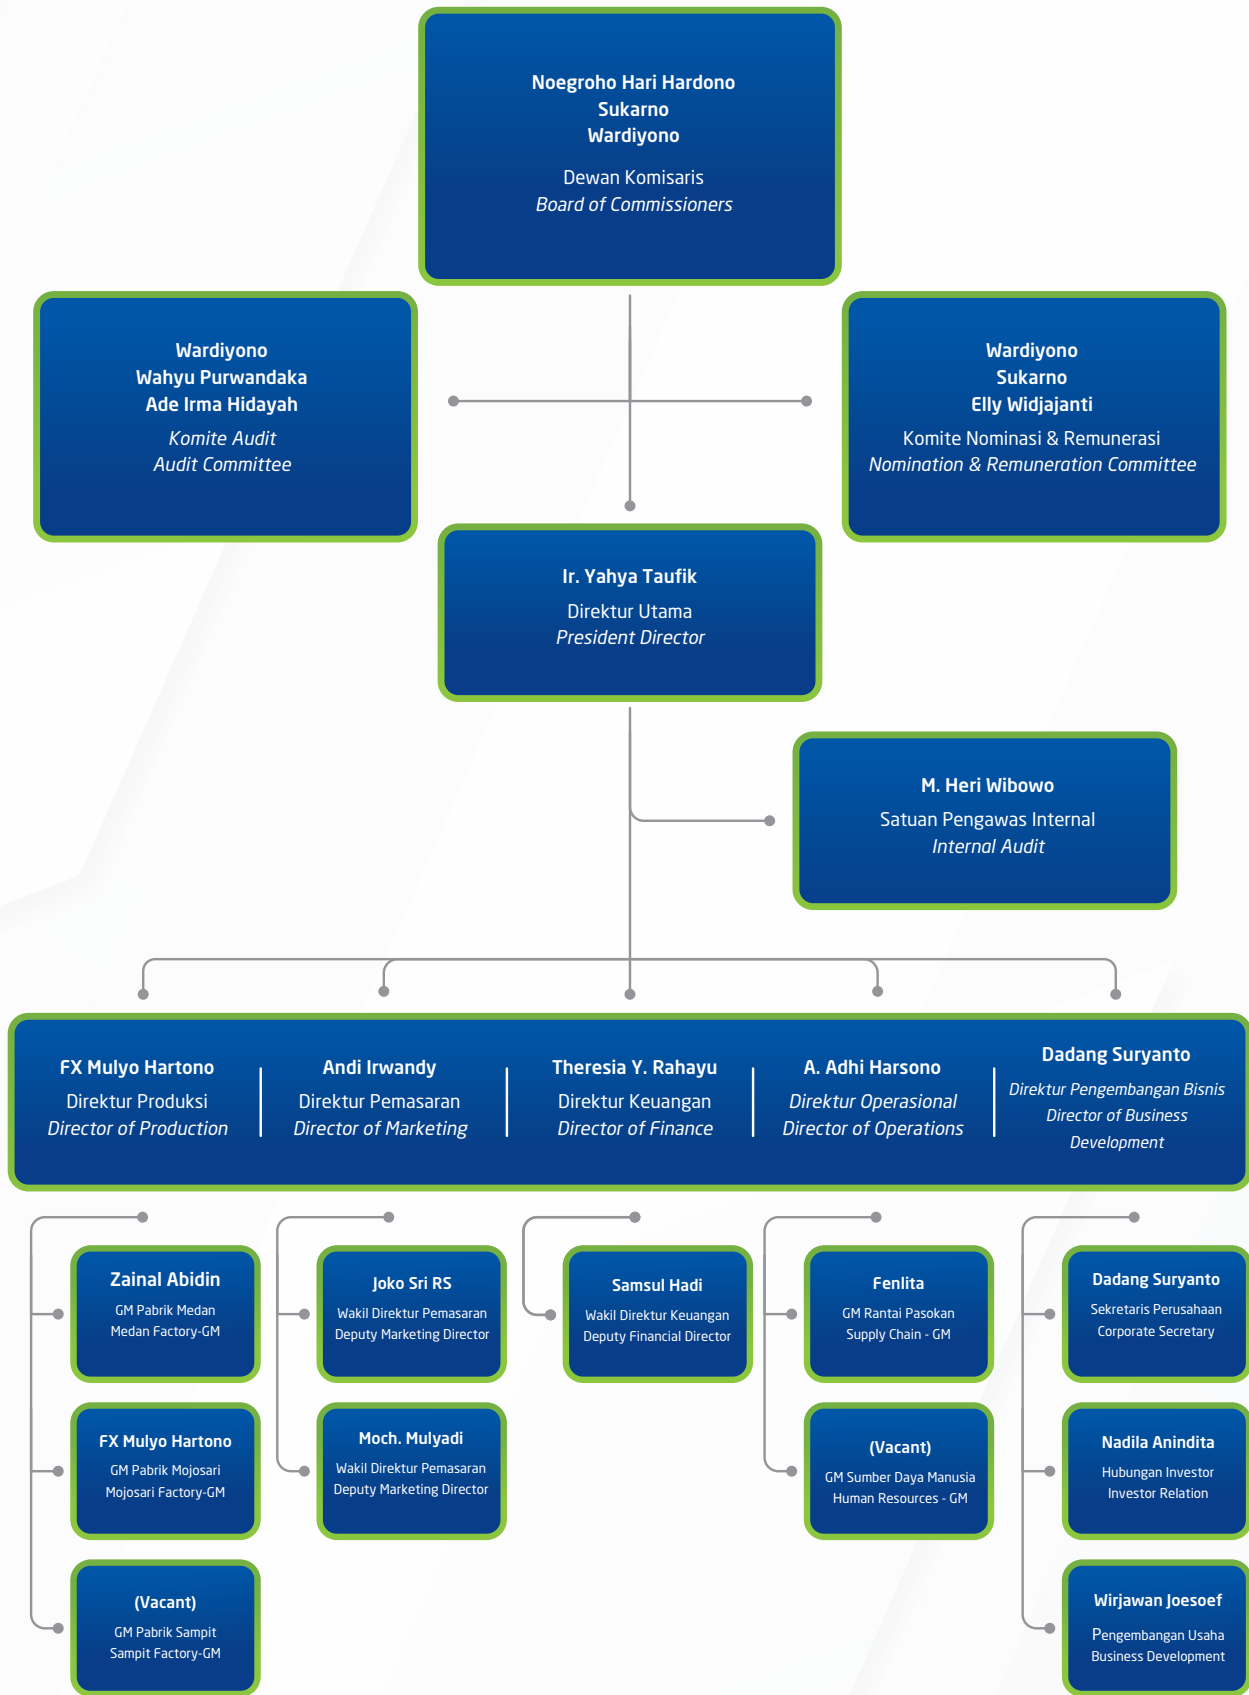 Noegroho Hari Hardono
Sukarno
Wardiyono
Dewan Komisaris
Board of Commissioners
Wardiyono
Wahyu Purwandaka
Ade Irma Hidayah
Komite Audit
Audit Committee
Wardiyono
Sukarno
Elly Widjajanti
Komite Nominasi & Remunerasi
Nomination & Remuneration Committee
Ir. Yahya Taufik
Direktur Utama
President Director
M. Heri Wibowo
Satuan Pengawas Internal
Internal Audit
FX Mulyo Hartono
Direktur Produksi
Director of Production
Andi Irwandy
Direktur Pemasaran
Director of Marketing
Theresia Y. Rahayu
Direktur Keuangan
Director of Finance
A. Adhi Harsono
Direktur Operasional
Director of Operations
Dadang Suryanto
Direktur Pengembangan Bisnis
Director of Business
Development
Zainal Abidin
GM Pabrik Medan
Medan Factory-GM
FX Mulyo Hartono
GM Pabrik Mojosari
Mojosari Factory-GM
(Vacant)
GM Pabrik Sampit
Sampit Factory-GM
Joko Sri RS
Wakil Direktur Pemasaran
Deputy Marketing Director
Moch. Mulyadi
Wakil Direktur Pemasaran
Deputy Marketing Director
Samsul Hadi
Wakil Direktur Keuangan
Deputy Financial Director
Fenlita
GM Rantai Pasokan
Supply Chain - GM
(Vacant)
GM Sumber Daya Manusia
Human Resources - GM
Dadang Suryanto
Sekretaris Perusahaan
Corporate Secretary
Nadila Anindita
Hubungan Investor
Investor Relation
Wirjawan Joesoef
Pengembangan Usaha
Business Development